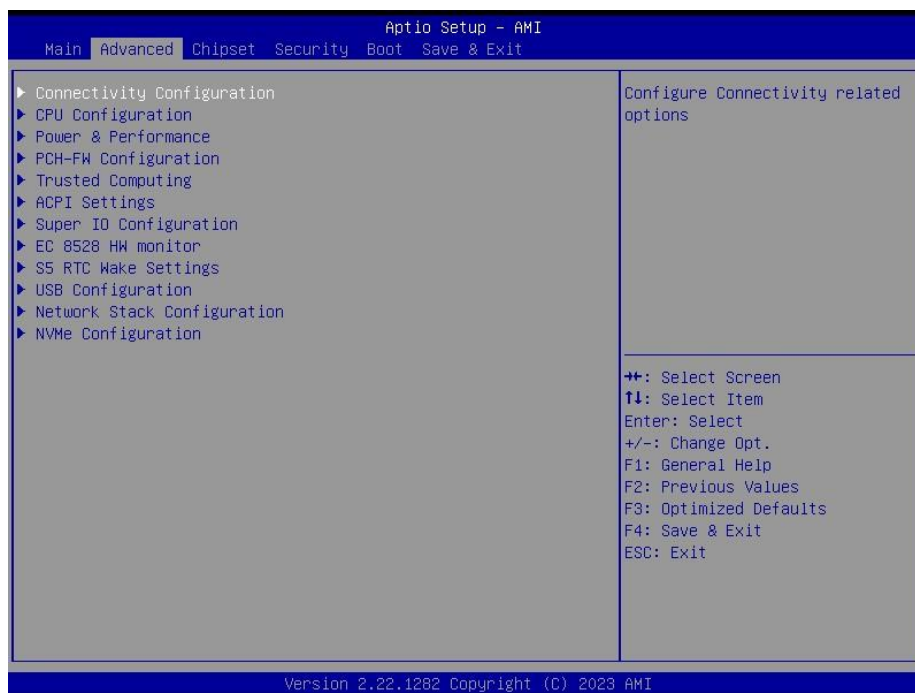 Aptio Setup - AMI
Main Advanced Chipset Security Boot Save & Exit
Connectivity Configuration
CPU Configuration
Power & Performance
PCH-FW Configuration
Trusted Computing
ACPI Settings
Super IO Configuration
EC 8528 HW monitor
S5 RTC Wake Settings
USB Configuration
Network Stack Configuration
NVMe Configuration
Configure Connectivity related
options
→←: Select Screen
↑↓: Select Item
Enter: Select
+/-: Change Opt.
F1: General Help
F2: Previous Values
F3: Optimized Defaults
F4: Save & Exit
ESC: Exit
Version 2.22.1282 Copyright (C) 2023 AMI